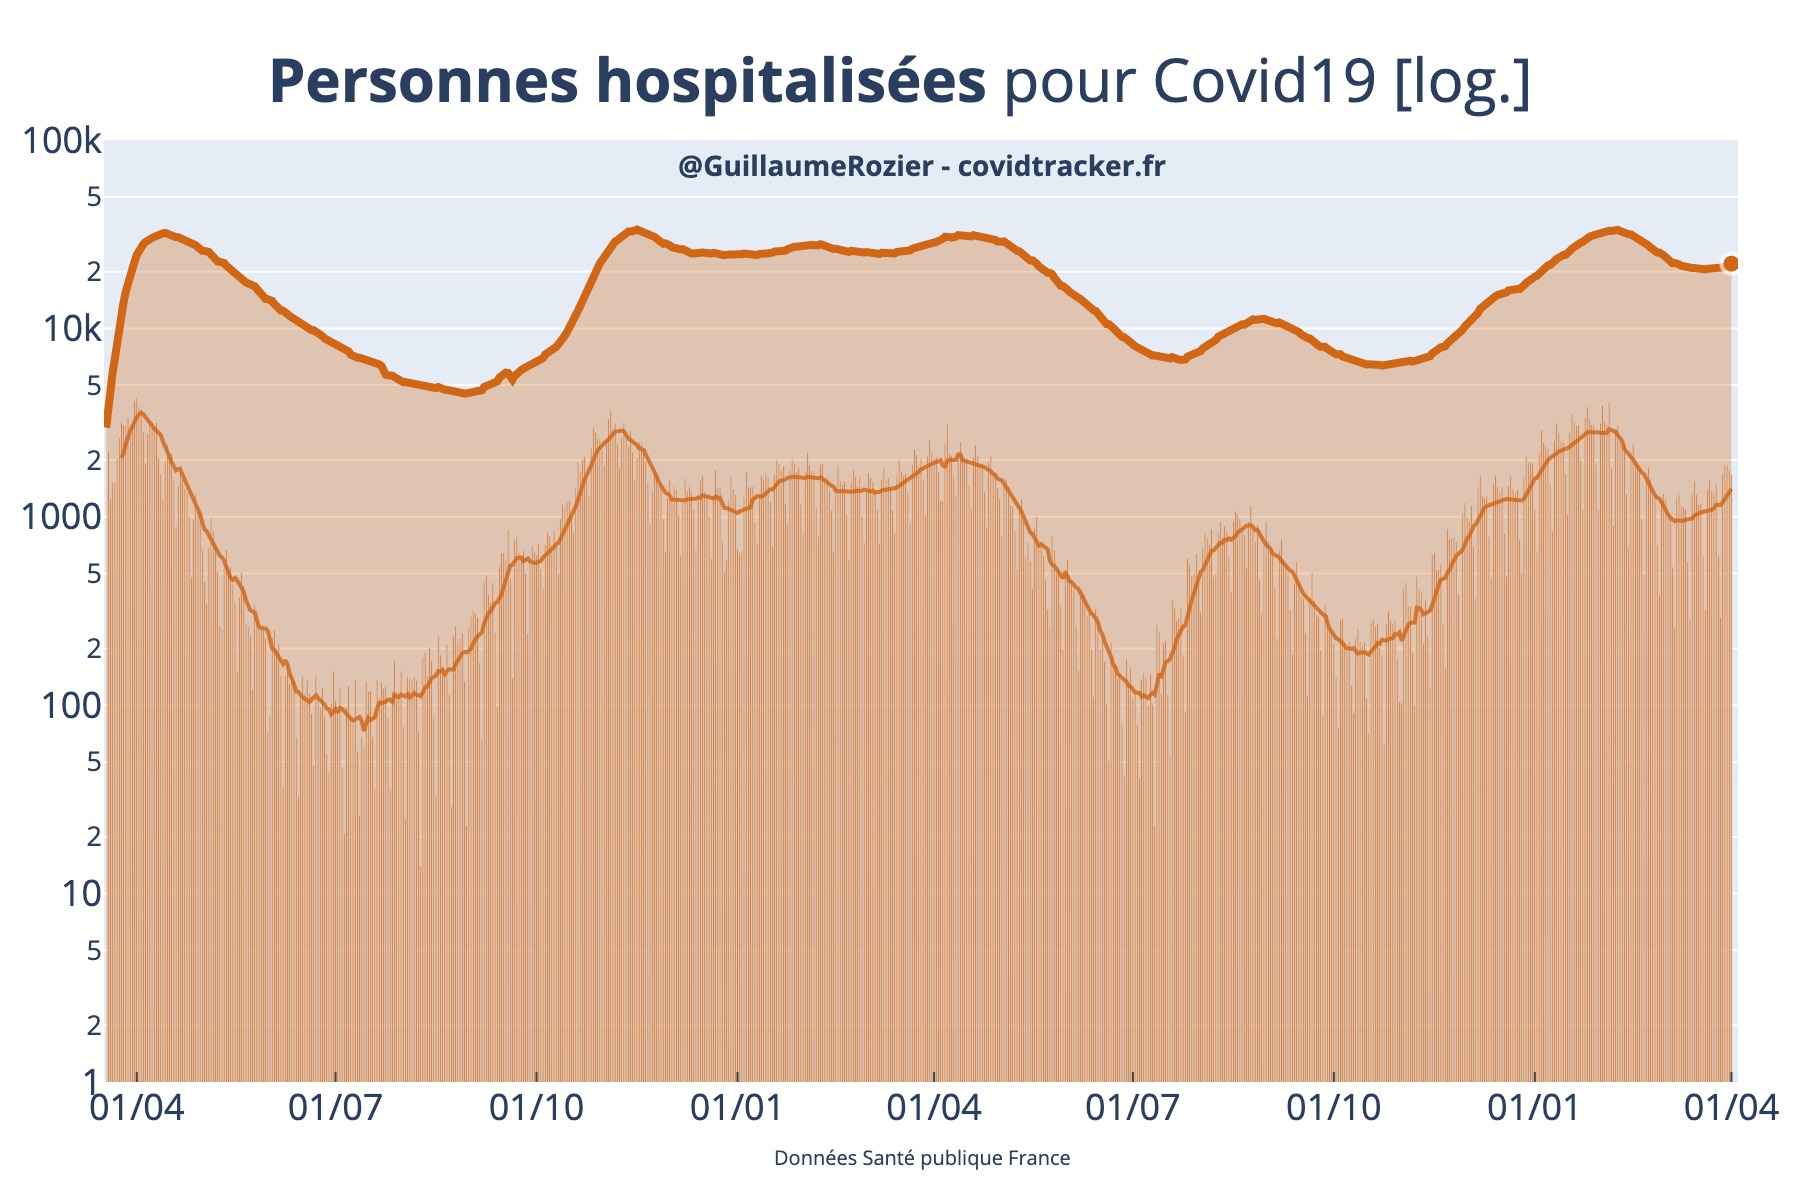 Personnes hospitalisées pour Covid19 [log.]
@GuillaumeRozier - covidtracker.fr
100k
5
2
10k
5
2
1000
5
2
100
5
2
10
5
2
1
01/04 01/07 01/10 01/01 01/04 01/07 01/10 01/01 01/04
Données Santé publique France